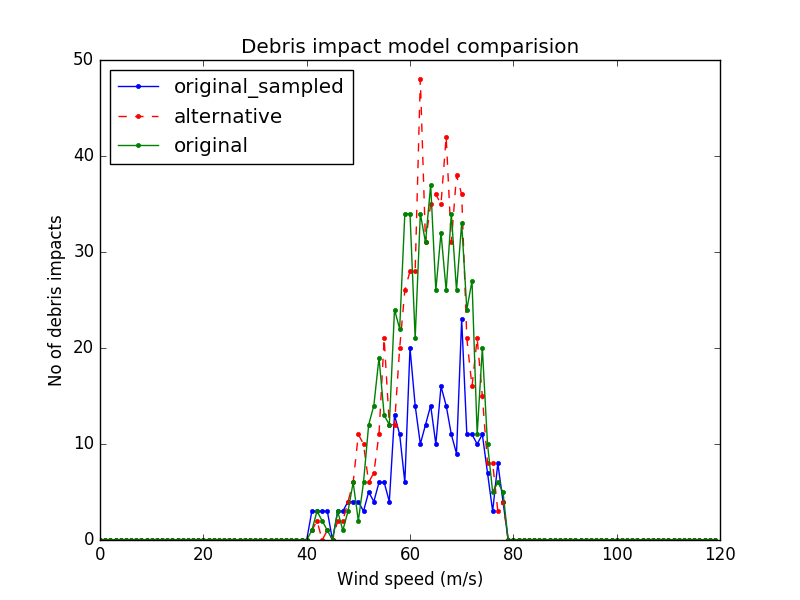 Debris impact model comparision
original_sampled
alternative
original
50
40
30
20
10
0
No of debris impacts
0 20 40 60 80 100 120
Wind speed (m/s)